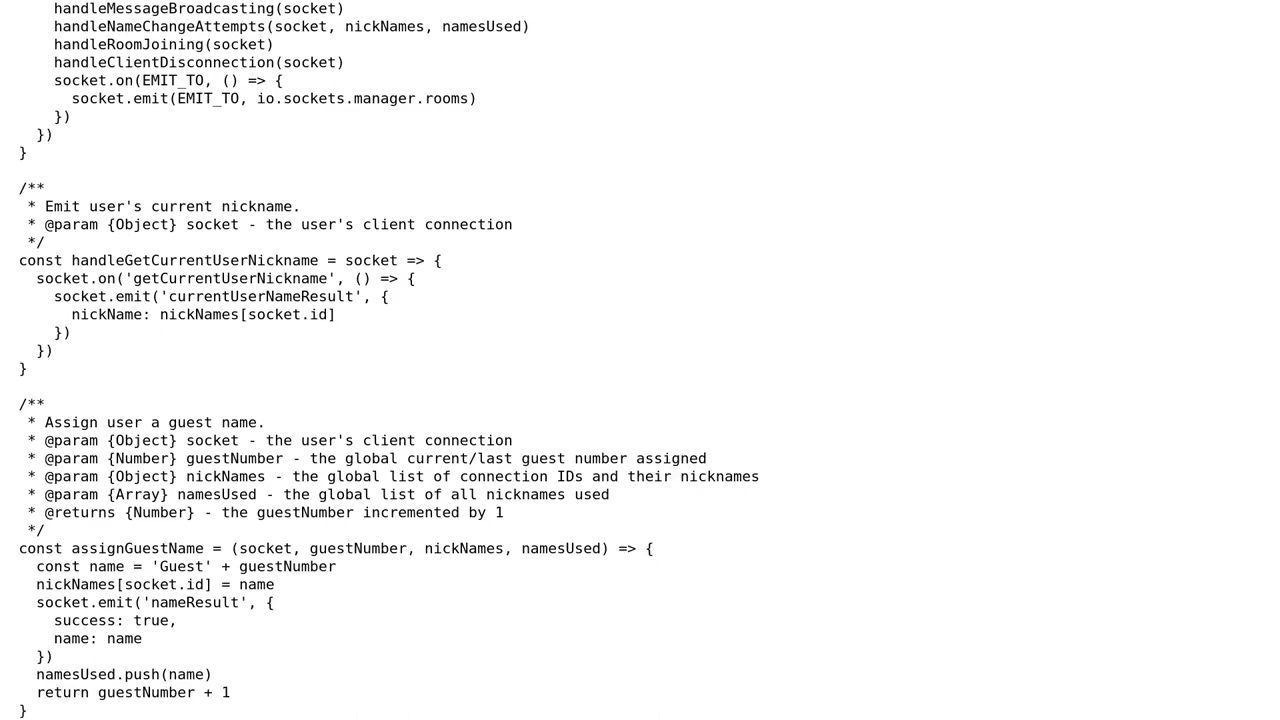 handleMessageBroadcasting(socket)
    handleNameChangeAttempts(socket, nickNames, namesUsed)
    handleRoomJoining(socket)
    handleClientDisconnection(socket)
    socket.on(EMIT_TO, () => {
      socket.emit(EMIT_TO, io.sockets.manager.rooms)
    })
  })
}

/**
 * Emit user's current nickname.
 * @param {Object} socket - the user's client connection
 */
const handleGetCurrentUserNickname = socket => {
  socket.on('getCurrentUserNickname', () => {
    socket.emit('currentUserNameResult', {
      nickName: nickNames[socket.id]
    })
  })
}

/**
 * Assign user a guest name.
 * @param {Object} socket - the user's client connection
 * @param {Number} guestNumber - the global current/last guest number assigned
 * @param {Object} nickNames - the global list of connection IDs and their nicknames
 * @param {Array} namesUsed - the global list of all nicknames used
 * @returns {Number} - the guestNumber incremented by 1
 */
const assignGuestName = (socket, guestNumber, nickNames, namesUsed) => {
  const name = 'Guest' + guestNumber
  nickNames[socket.id] = name
  socket.emit('nameResult', {
    success: true,
    name: name
  })
  namesUsed.push(name)
  return guestNumber + 1
}